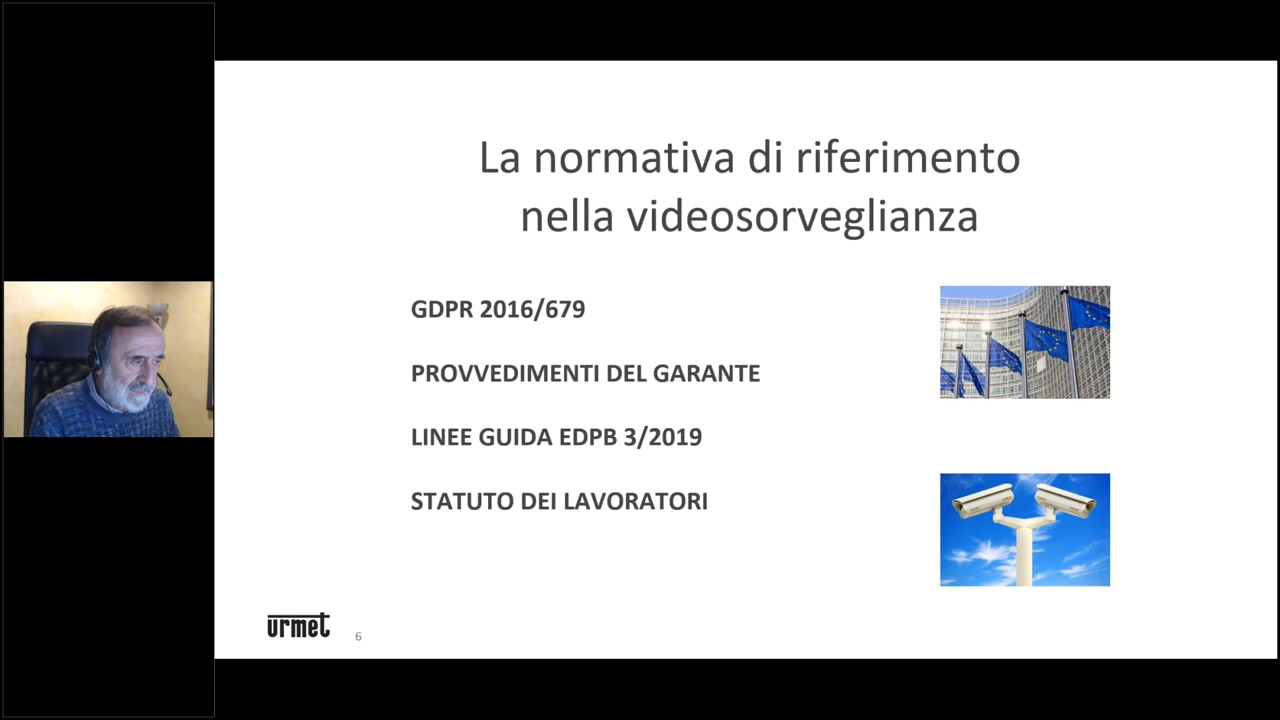 La normativa di riferimento
nella videosorveglianza
GDPR 2016/679
PROVVEDIMENTI DEL GARANTE
LINEE GUIDA EDPB 3/2019
STATUTO DEI LAVORATORI
urmet
6